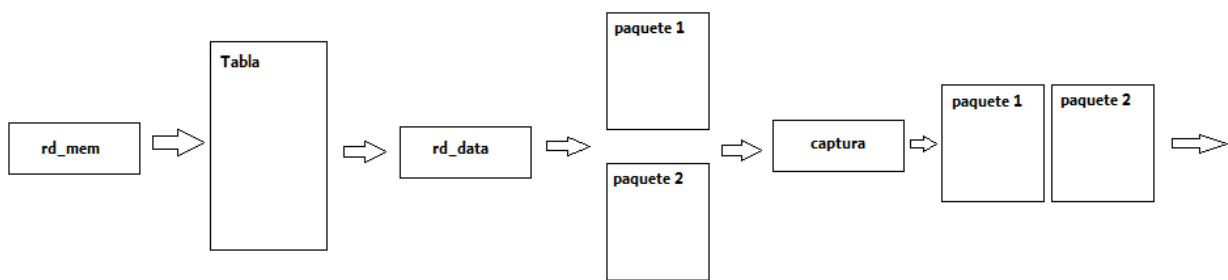 rd_mem
Tabla
rd_data
paquete 1
paquete 2
captura
paquete 1
paquete 2